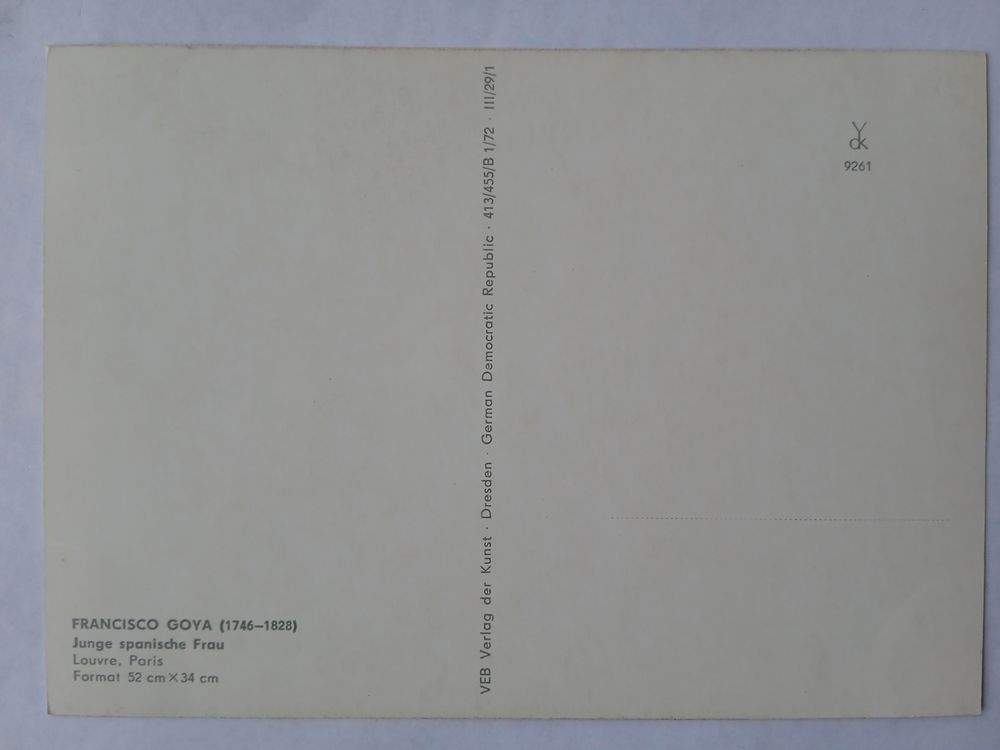 FRANCISCO GOYA (1746–1828)
Junge spanische Frau
Louvre, Paris
Format 52 cm × 34 cm
VEB Verlag der Kunst · Dresden · German Democratic Republic · 413/455/B 1/72 · III/29/1
9261